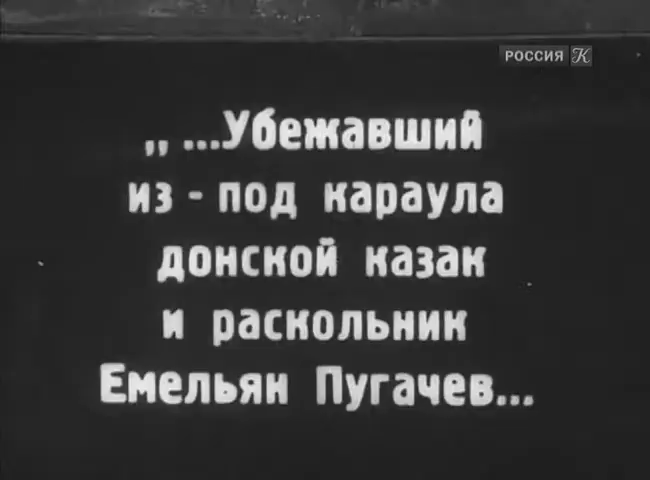 РОССИЯ К
„ ...Убежавший
из - под караула
донской казак
и раскольник
Емельян Пугачев...